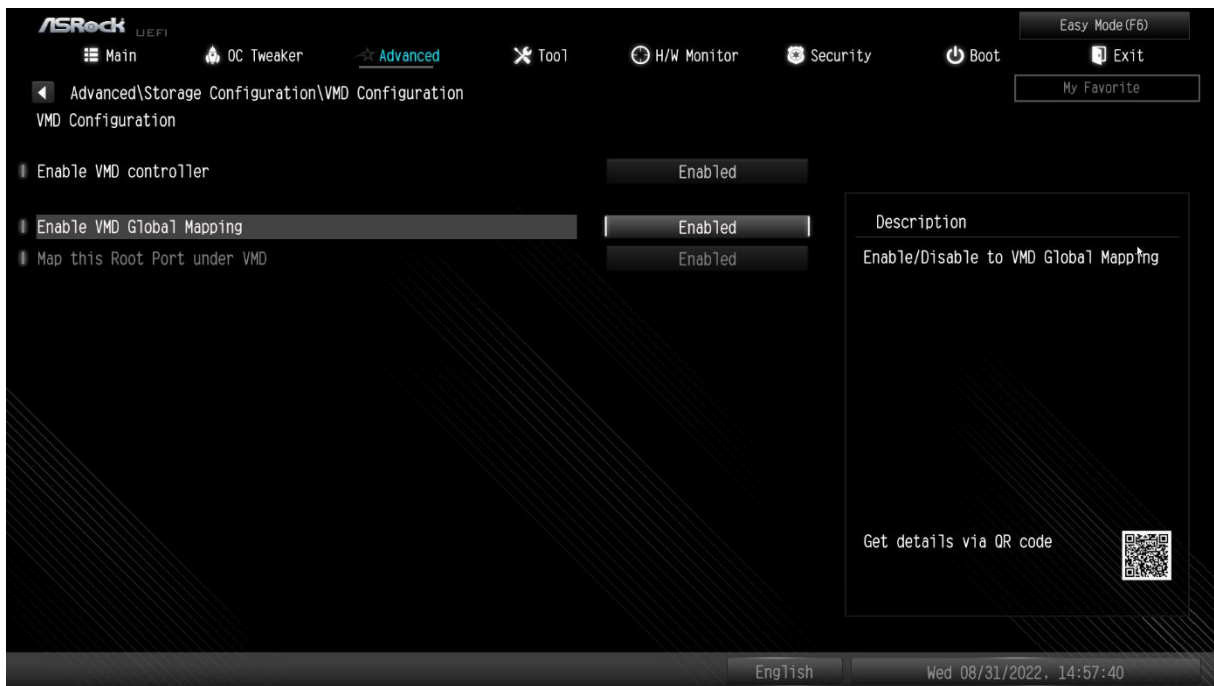 ASRock UEFI
Easy Mode(F6)
Main OC Tweaker Advanced Tool H/W Monitor Security Boot Exit
Advanced\Storage Configuration\VMD Configuration
My Favorite
VMD Configuration
Enable VMD controller Enabled
Enable VMD Global Mapping Enabled
Map this Root Port under VMD Enabled
Description
Enable/Disable to VMD Global Mapping
Get details via QR code
English
Wed 08/31/2022, 14:57:40